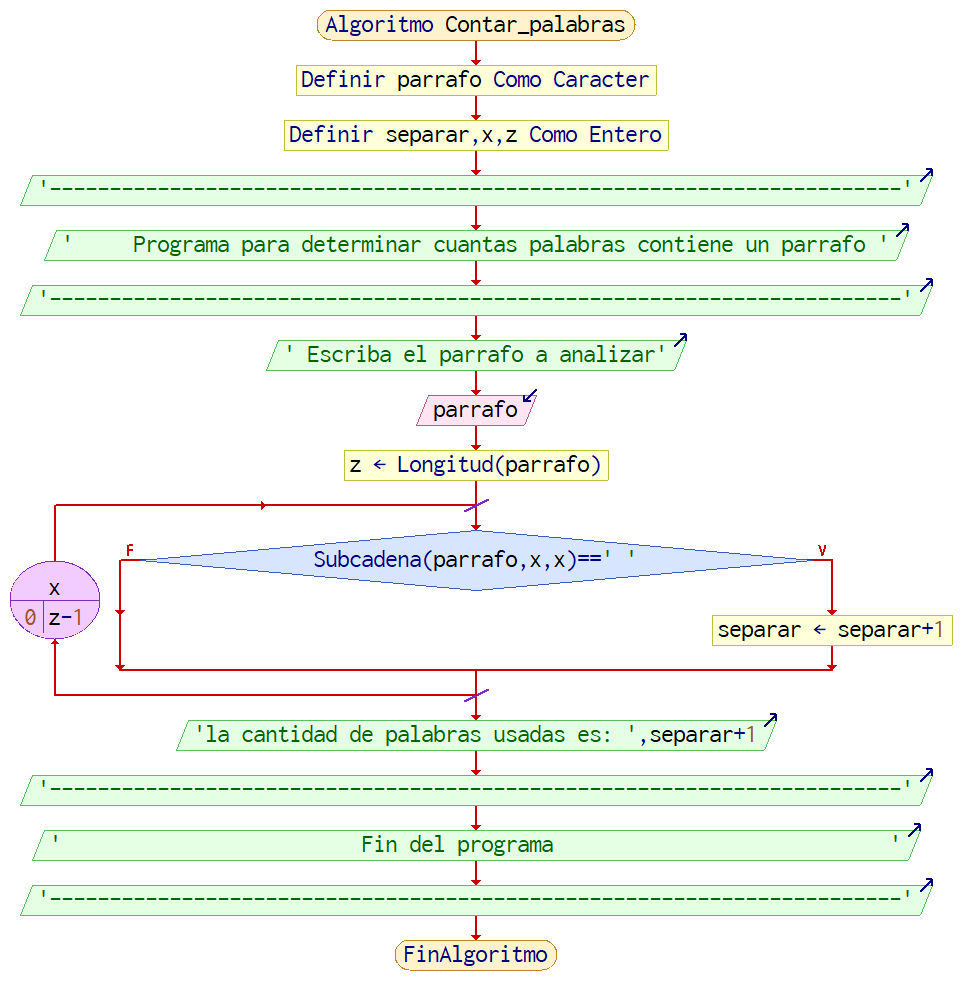 Algoritmo Contar_palabras
Definir parrafo Como Caracter
Definir separar,x,z Como Entero
'-----------------------------------------------------------------------'
'     Programa para determinar cuantas palabras contiene un parrafo '
'-----------------------------------------------------------------------'
' Escriba el parrafo a analizar'
parrafo
z ← Longitud(parrafo)
F
Subcadena(parrafo,x,x)==' '
V
x
0 z-1
separar ← separar+1
'la cantidad de palabras usadas es: ',separar+1
'-----------------------------------------------------------------------'
'                         Fin del programa                            '
'-----------------------------------------------------------------------'
FinAlgoritmo